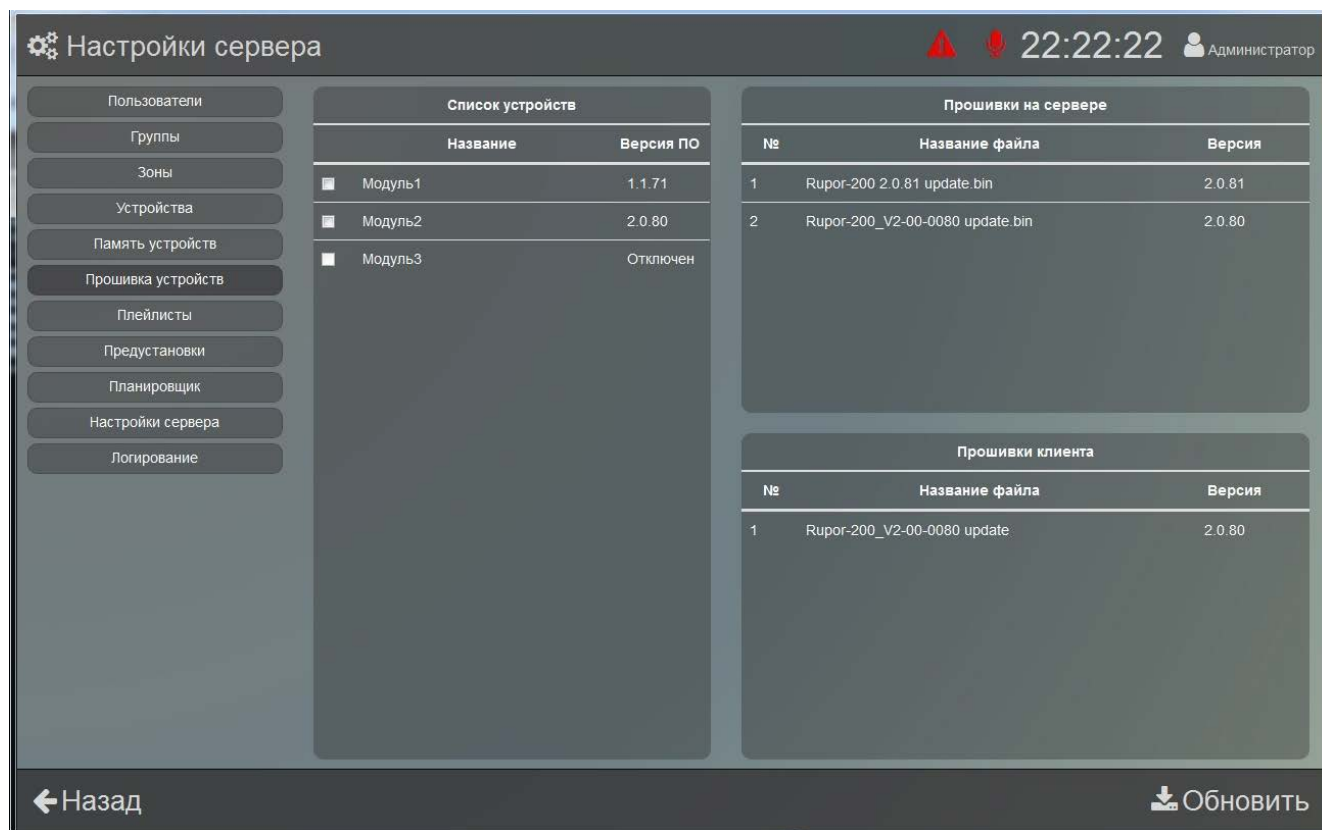 Настройки сервера
22:22:22 Администратор
Пользователи
Группы
Зоны
Устройства
Память устройств
Прошивка устройств
Плейлисты
Предустановки
Планировщик
Настройки сервера
Логирование
Список устройств
Название Версия ПО
Модуль1 1.1.71
Модуль2 2.0.80
Модуль3 Отключен
Прошивки на сервере
№ Название файла Версия
1 Rupor-200 2.0.81 update.bin 2.0.81
2 Rupor-200_V2-00-0080 update.bin 2.0.80
Прошивки клиента
№ Название файла Версия
1 Rupor-200_V2-00-0080 update 2.0.80
Назад
Обновить